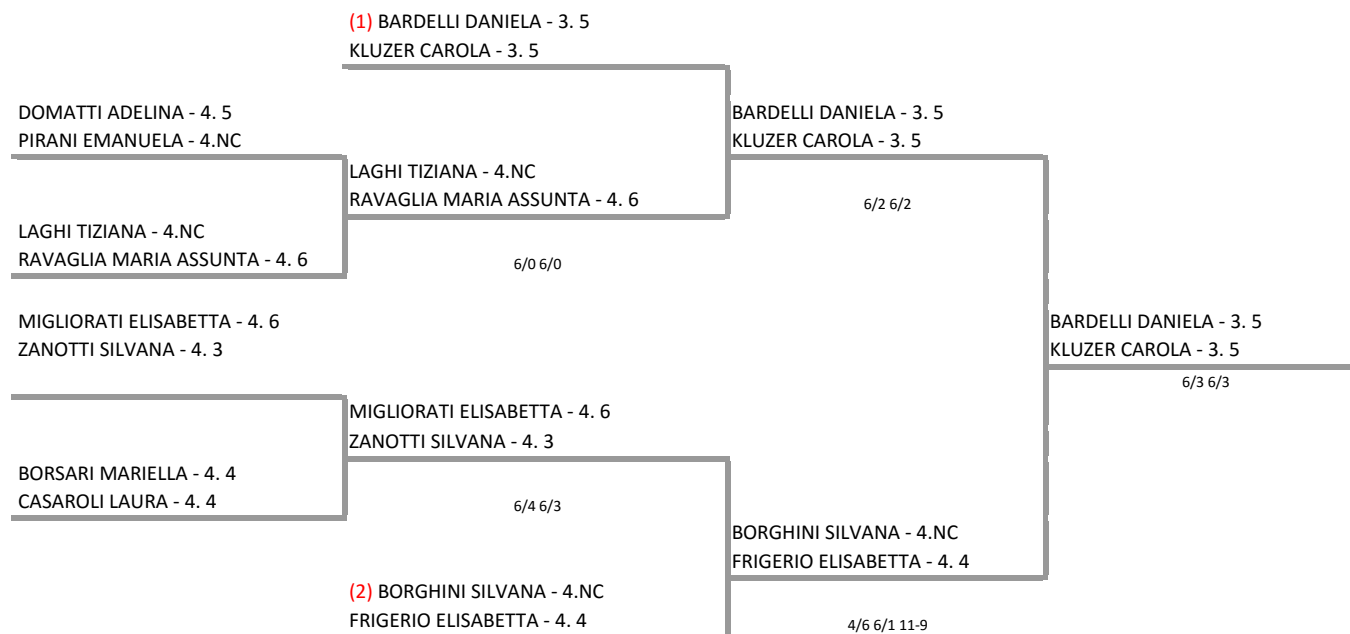 (1) BARDELLI DANIELA - 3. 5
KLUZER CAROLA - 3. 5
DOMATTI ADELINA - 4. 5
PIRANI EMANUELA - 4.NC
BARDELLI DANIELA - 3. 5
KLUZER CAROLA - 3. 5
LAGHI TIZIANA - 4.NC
RAVAGLIA MARIA ASSUNTA - 4. 6
6/2 6/2
LAGHI TIZIANA - 4.NC
RAVAGLIA MARIA ASSUNTA - 4. 6
6/0 6/0
MIGLIORATI ELISABETTA - 4. 6
ZANOTTI SILVANA - 4. 3
BARDELLI DANIELA - 3. 5
KLUZER CAROLA - 3. 5
6/3 6/3
MIGLIORATI ELISABETTA - 4. 6
ZANOTTI SILVANA - 4. 3
BORSARI MARIELLA - 4. 4
CASAROLI LAURA - 4. 4
6/4 6/3
BORGHINI SILVANA - 4.NC
FRIGERIO ELISABETTA - 4. 4
(2) BORGHINI SILVANA - 4.NC
FRIGERIO ELISABETTA - 4. 4
4/6 6/1 11-9